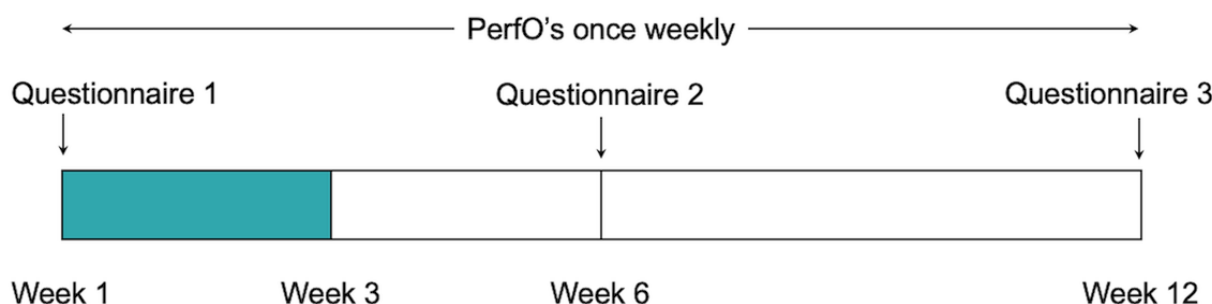 PerfO's once weekly
Questionnaire 1
Questionnaire 2
Questionnaire 3
Week 1
Week 3
Week 6
Week 12